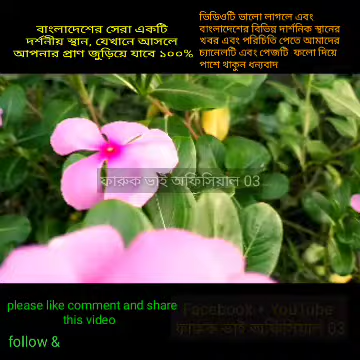 বাংলাদেশের সেরা একটি
দর্শনীয় স্থান, যেখানে আসলে
আপনার প্রাণ জুড়িয়ে যাবে ১০০%
ভিডিওটি ভালো লাগলে এবং
বাংলাদেশের বিভিন্ন দার্শনিক স্থানের
খবর এবং পরিচিতি পেতে আমাদের
চ্যানেলটি এবং পেজটি ফলো দিয়ে
পাশে থাকুন ধন্যবাদ
ফারুক ভাই অফিসিয়াল 03
please like comment and share
this video
follow &
Facebook • YouTube
ফারুক ভাই অফিসিয়াল 03